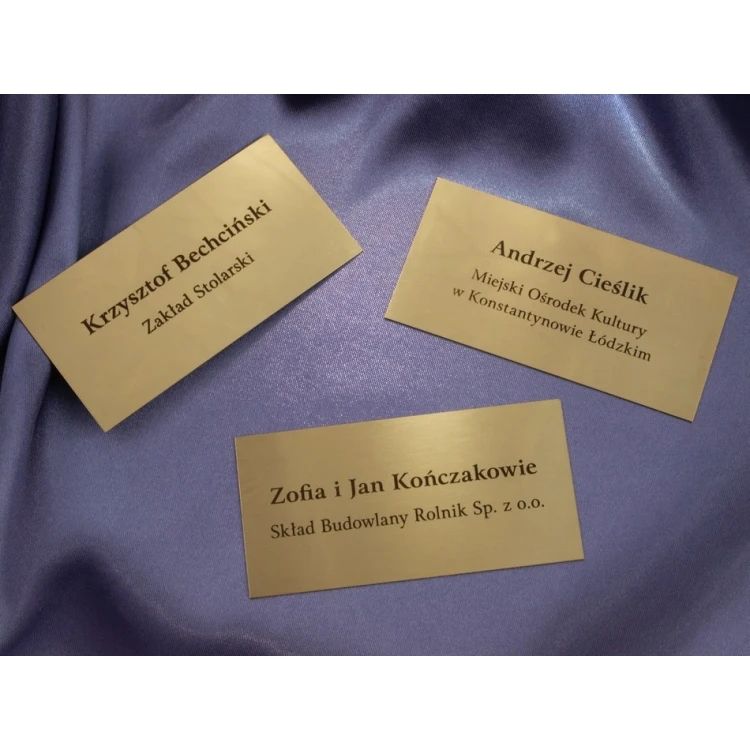 Krzysztof Bechciński
Zakład Stolarski
Andrzej Cieślik
Miejski Ośrodek Kultury
w Konstantynowie Łódzkim
Zofia i Jan Kończakowie
Skład Budowlany Rolnik Sp. z o.o.